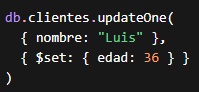 db.clientes.updateOne(
  { nombre: "Luis" },
  { $set: { edad: 36 } }
)